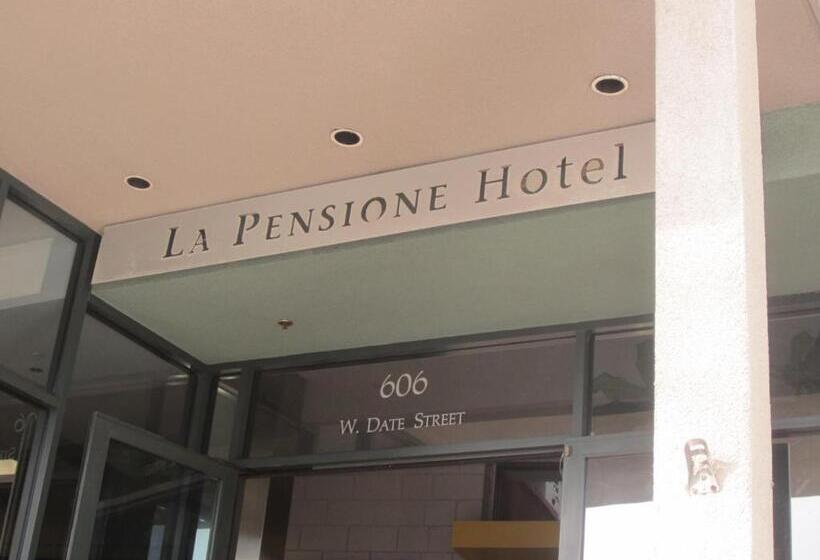 LA PENSIONE Hotel
606
W. DATE STREET